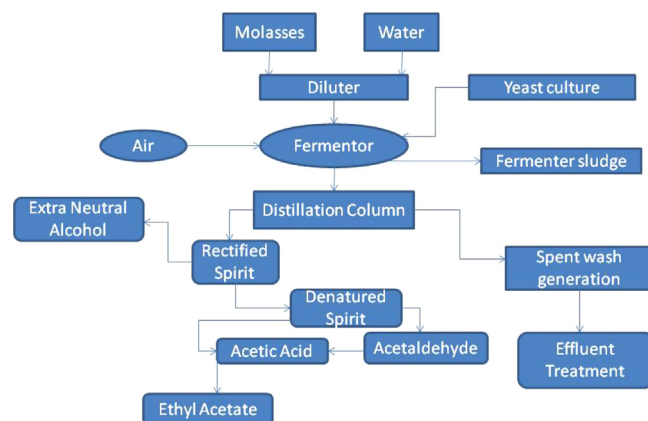 Molasses
Water
Diluter
Yeast culture
Air
Fermentor
Fermenter sludge
Extra Neutral
Alcohol
Distillation Column
Rectified
Spirit
Spent wash
generation
Denatured
Spirit
Acetic Acid
Acetaldehyde
Effluent
Treatment
Ethyl Acetate